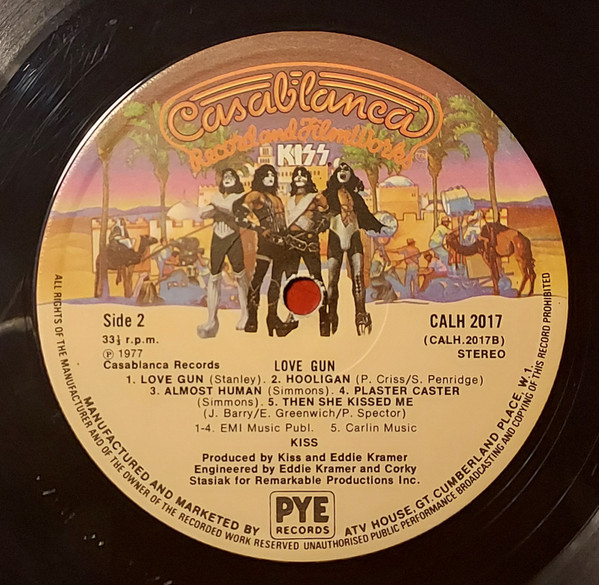 Casablanca
Record and FilmWorks
KISS
Side 2
33⅓ r.p.m.
℗ 1977
Casablanca Records
CALH 2017
(CALH.2017B)
STEREO
LOVE GUN
1. LOVE GUN (Stanley). 2. HOOLIGAN (P. Criss/S. Penridge)
3. ALMOST HUMAN (Simmons). 4. PLASTER CASTER
(Simmons). 5. THEN SHE KISSED ME
(J. Barry/E. Greenwich/P. Spector)
1-4. EMI Music Publ. 5. Carlin Music
KISS
Produced by Kiss and Eddie Kramer
Engineered by Eddie Kramer and Corky
Stasiak for Remarkable Productions Inc.
PYE
RECORDS
MANUFACTURED AND MARKETED BY
ATV HOUSE, GT. CUMBERLAND PLACE, W.1.
ALL RIGHTS OF THE MANUFACTURER AND OF THE OWNER OF THE RECORDED WORK RESERVED UNAUTHORISED PUBLIC PERFORMANCE BROADCASTING AND COPYING OF THIS RECORD PROHIBITED